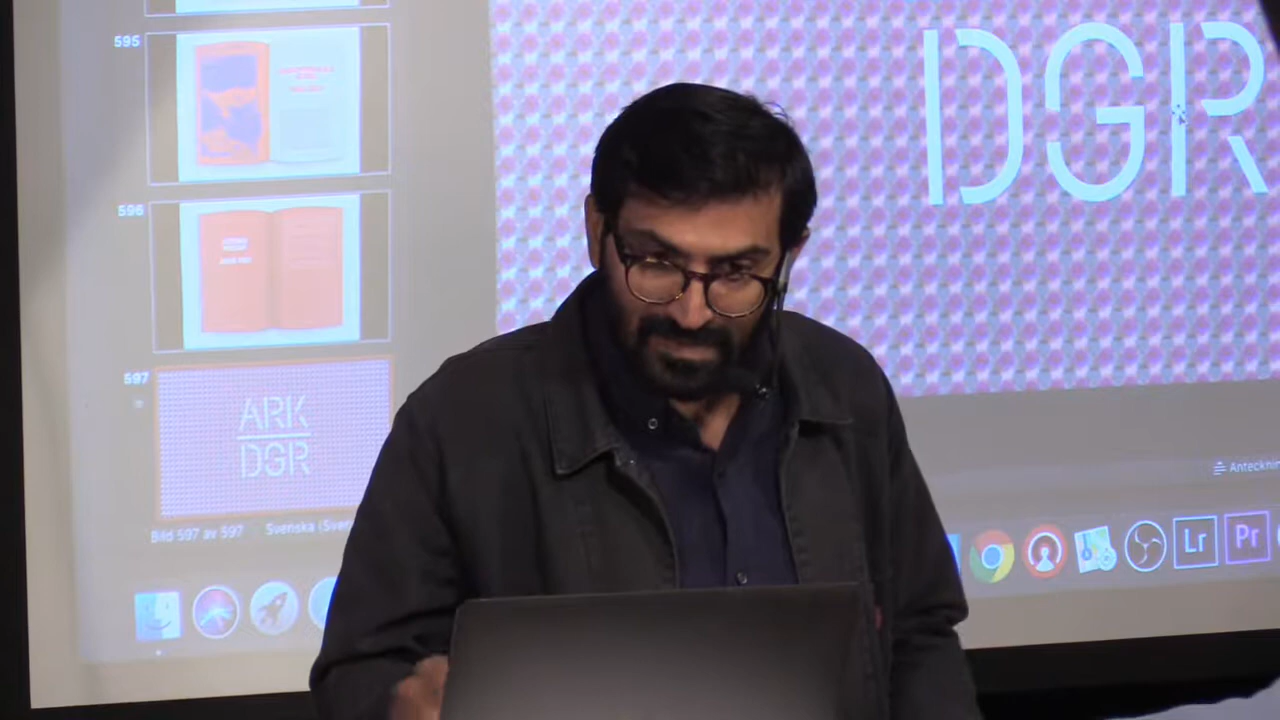 595
596
597
ARK
DGR
Bild 597 av 597
Svenska (Sver
DGR
Anteckni
Lr
Pr